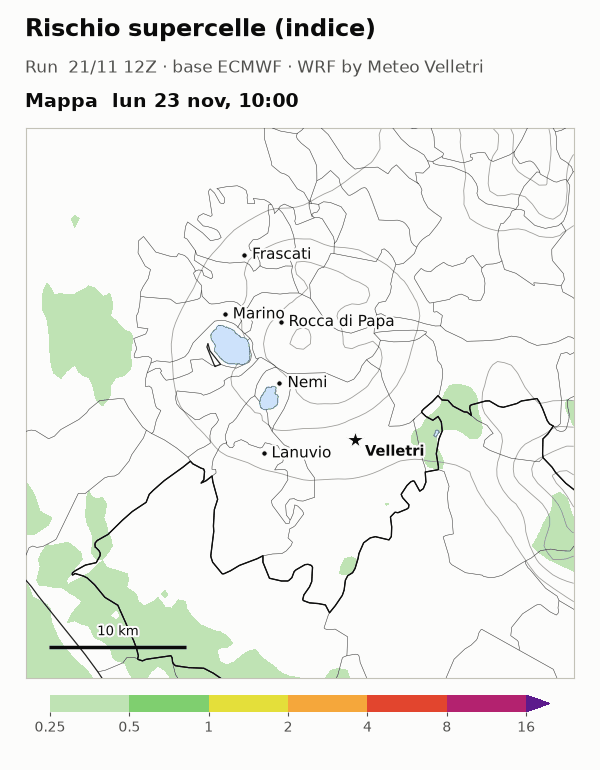 Rischio supercelle (indice)
Run  21/11 12Z · base ECMWF · WRF by Meteo Velletri
Mappa  lun 23 nov, 10:00
Frascati
Marino
Rocca di Papa
Nemi
Velletri
Lanuvio
10 km
0.25 0.5 1 2 4 8 16